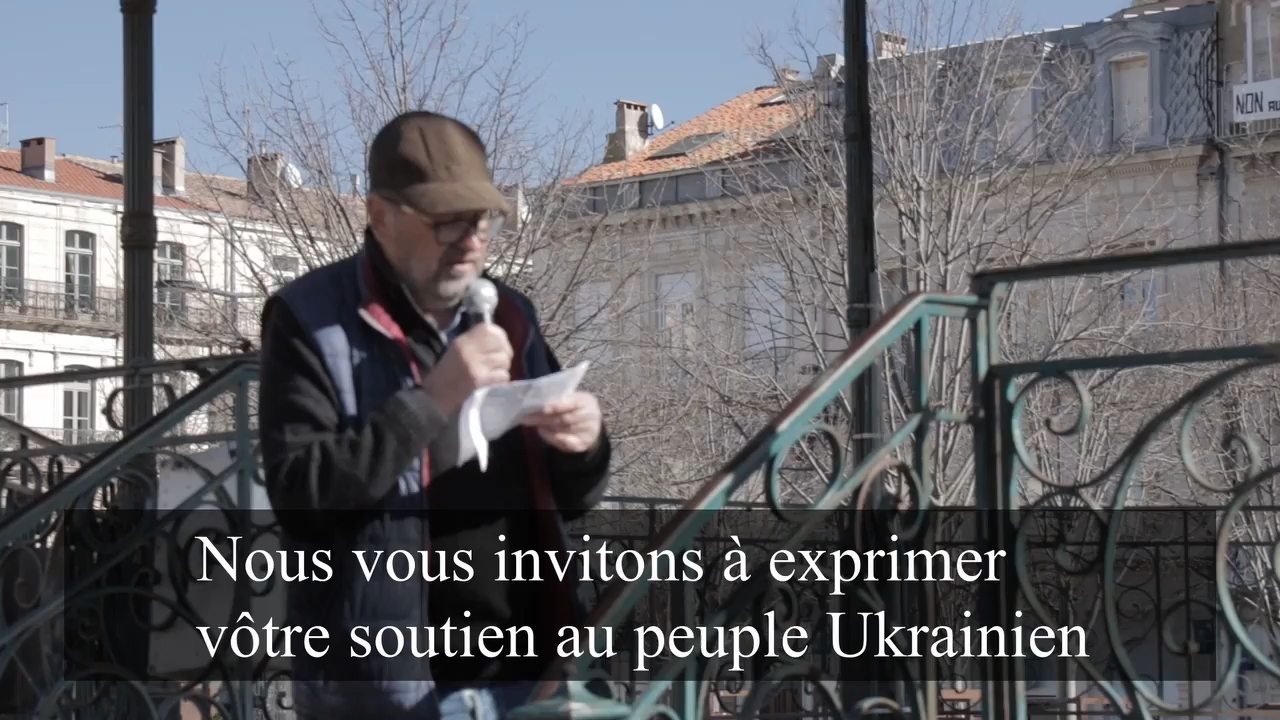 NON AU
Nous vous invitons à exprimer
vôtre soutien au peuple Ukrainien